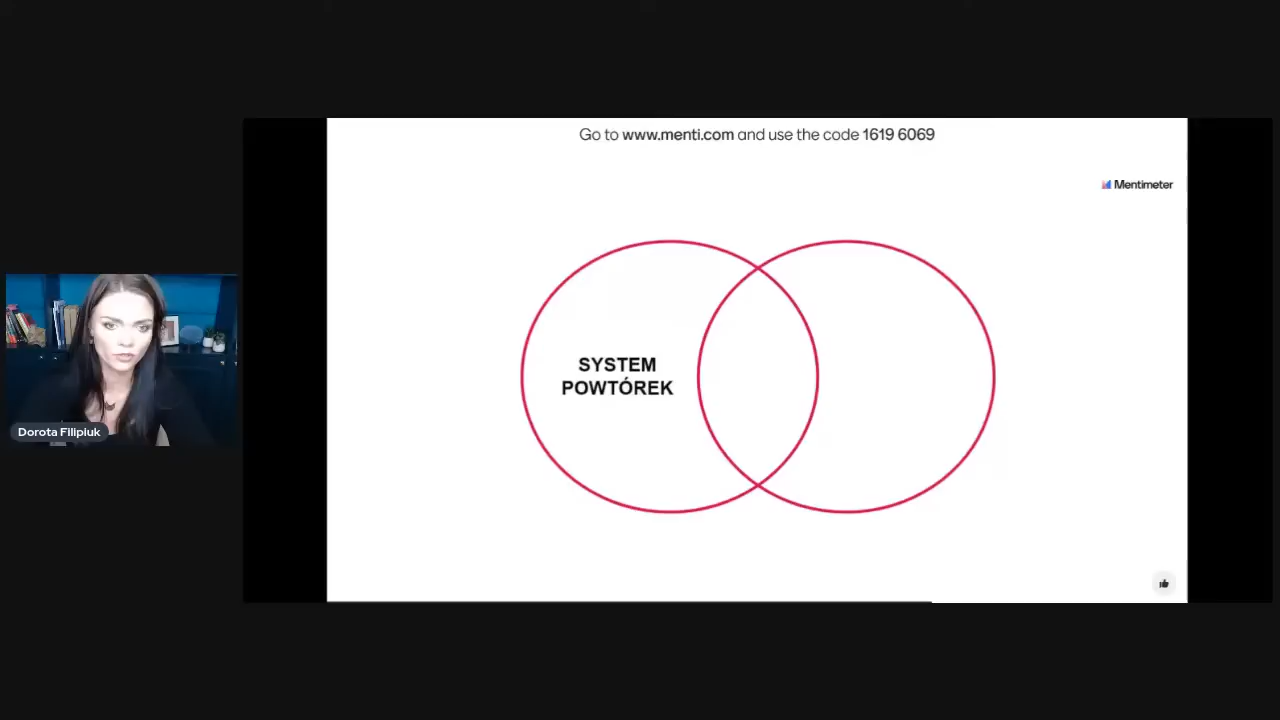 Go to www.menti.com and use the code 1619 6069
Mentimeter
SYSTEM
POWTÓREK
Dorota Filipiuk